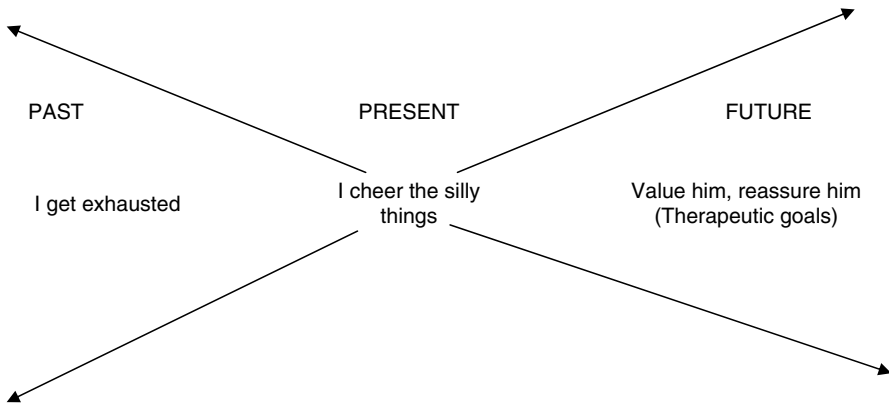 PAST
PRESENT
FUTURE
I get exhausted
I cheer the silly
things
Value him, reassure him
(Therapeutic goals)